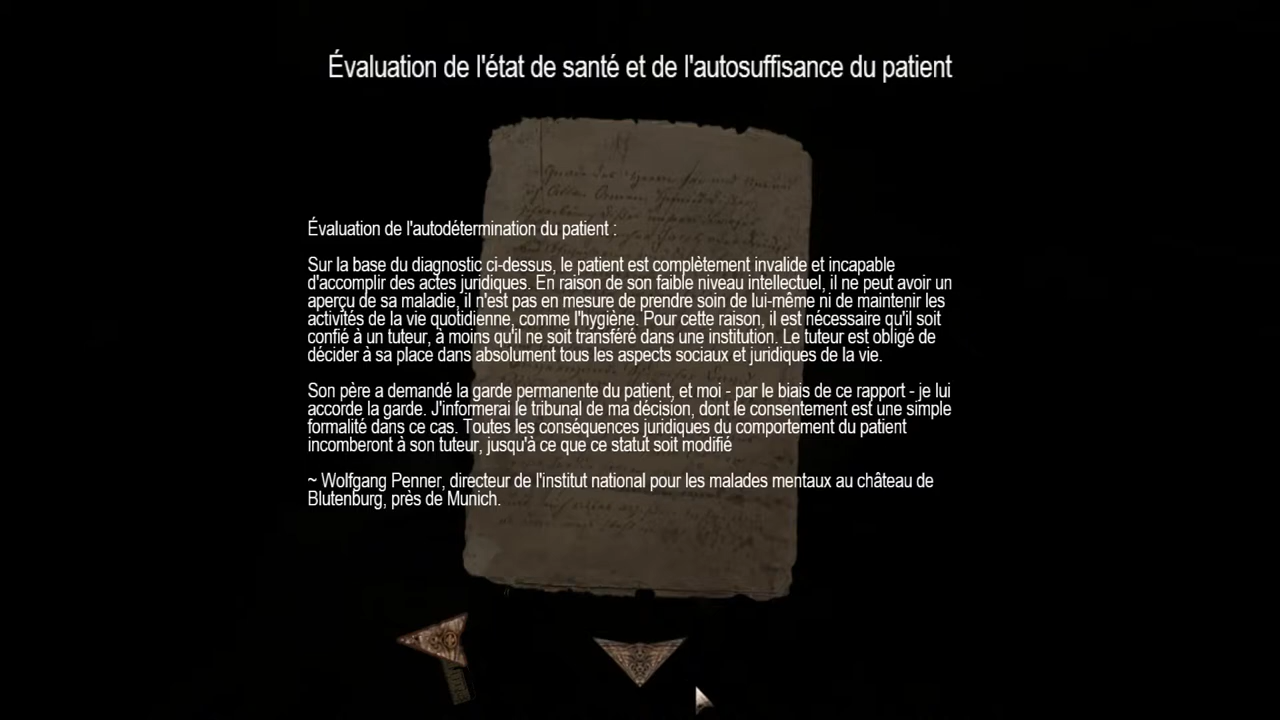 Évaluation de l'état de santé et de l'autosuffisance du patient
Évaluation de l'autodétermination du patient :
Sur la base du diagnostic ci-dessus, le patient est complètement invalide et incapable
d'accomplir des actes juridiques. En raison de son faible niveau intellectuel, il ne peut avoir un
aperçu de sa maladie, il n'est pas en mesure de prendre soin de lui-même ni de maintenir les
activités de la vie quotidienne, comme l'hygiène. Pour cette raison, il est nécessaire qu'il soit
confié à un tuteur, à moins qu'il ne soit transféré dans une institution. Le tuteur est obligé de
décider à sa place dans absolument tous les aspects sociaux et juridiques de la vie.
Son père a demandé la garde permanente du patient, et moi - par le biais de ce rapport - je lui
accorde la garde. J'informerai le tribunal de ma décision, dont le consentement est une simple
formalité dans ce cas. Toutes les conséquences juridiques du comportement du patient
incomberont à son tuteur, jusqu'à ce que ce statut soit modifié
~ Wolfgang Penner, directeur de l'institut national pour les malades mentaux au château de
Blutenburg, près de Munich.